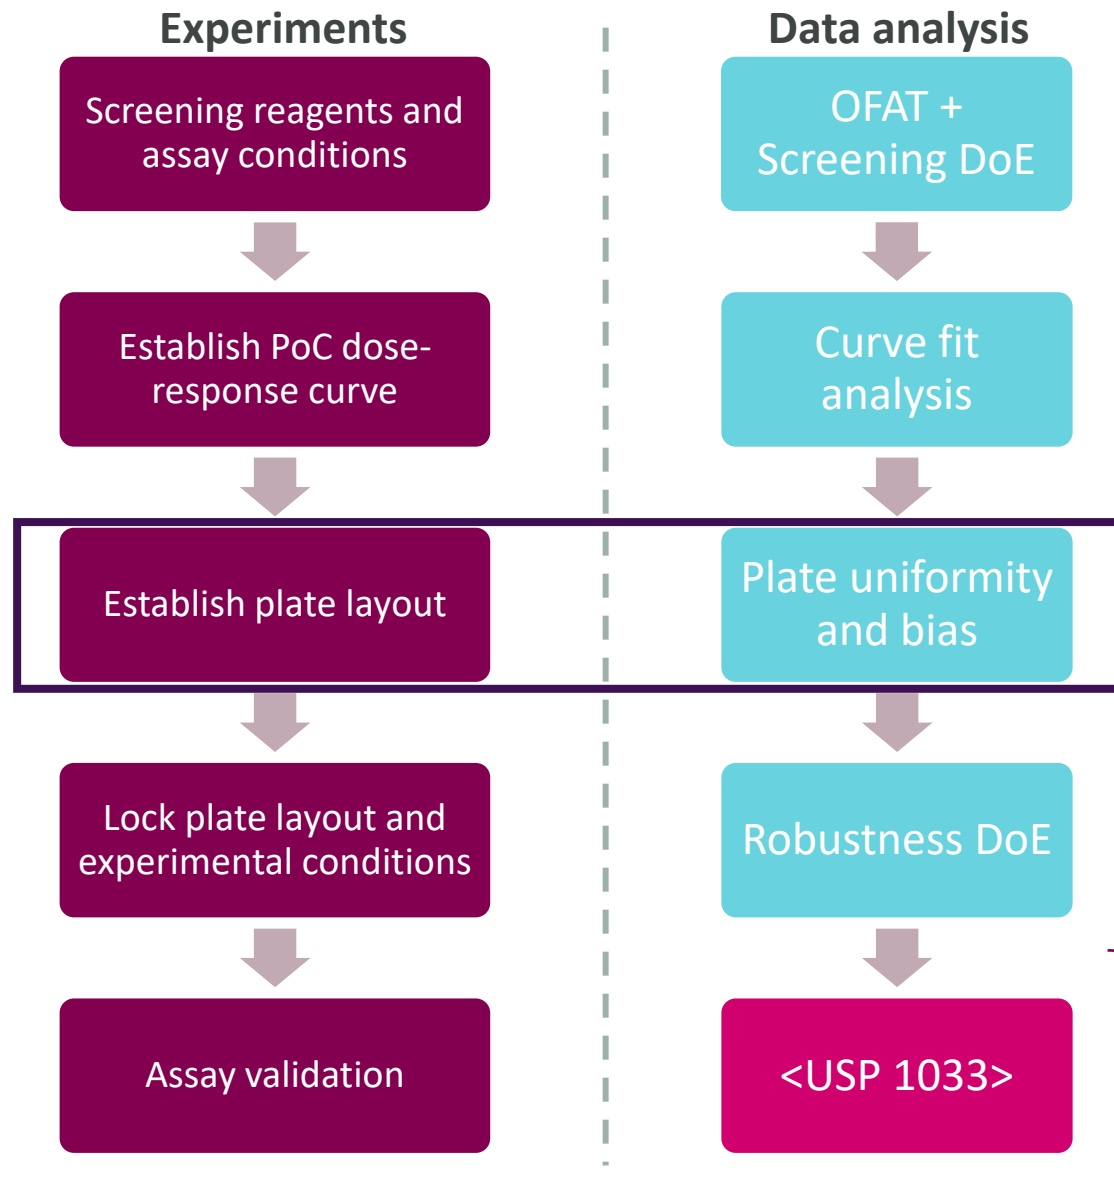 Experiments
Data analysis
Screening reagents and
assay conditions
OFAT +
Screening DoE
Establish PoC dose-
response curve
Curve fit
analysis
Establish plate layout
Plate uniformity
and bias
Lock plate layout and
experimental conditions
Robustness DoE
Assay validation
<USP 1033>